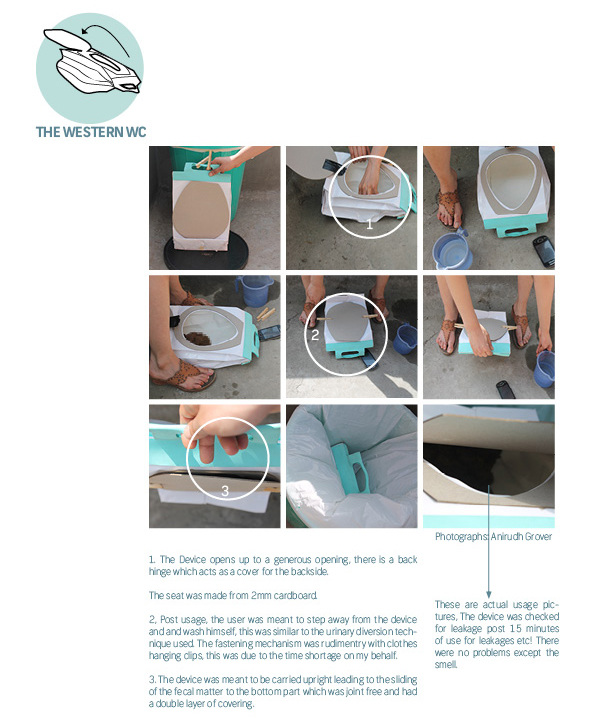 THE WESTERN WC
1
2
3
Photographs: Anirudh Grover
1. The Device opens up to a generous opening, there is a back
hinge which acts as a cover for the backside.
The seat was made from 2mm cardboard.
2, Post usage, the user was meant to step away from the device
and and wash himself, this was similar to the urinary diversion tech-
nique used. The fastening mechanism was rudimentry with clothes
hanging clips, this was due to the time shortage on my behalf.
3. The device was meant to be carried upright leading to the sliding
of the fecal matter to the bottom part which was joint free and had
a double layer of covering.
These are actual usage pic-
tures, The device was checked
for leakage post 15 minutes
of use for leakages etc! There
were no problems except the
smell.